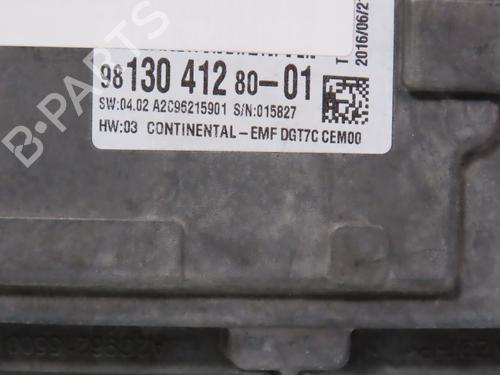 98 130 412 80-01
SW:04.02 A2C96215901 S/N:015827
HW:03 CONTINENTAL-EMF DGT7C CEM00
2016/06/21
B-PARTS